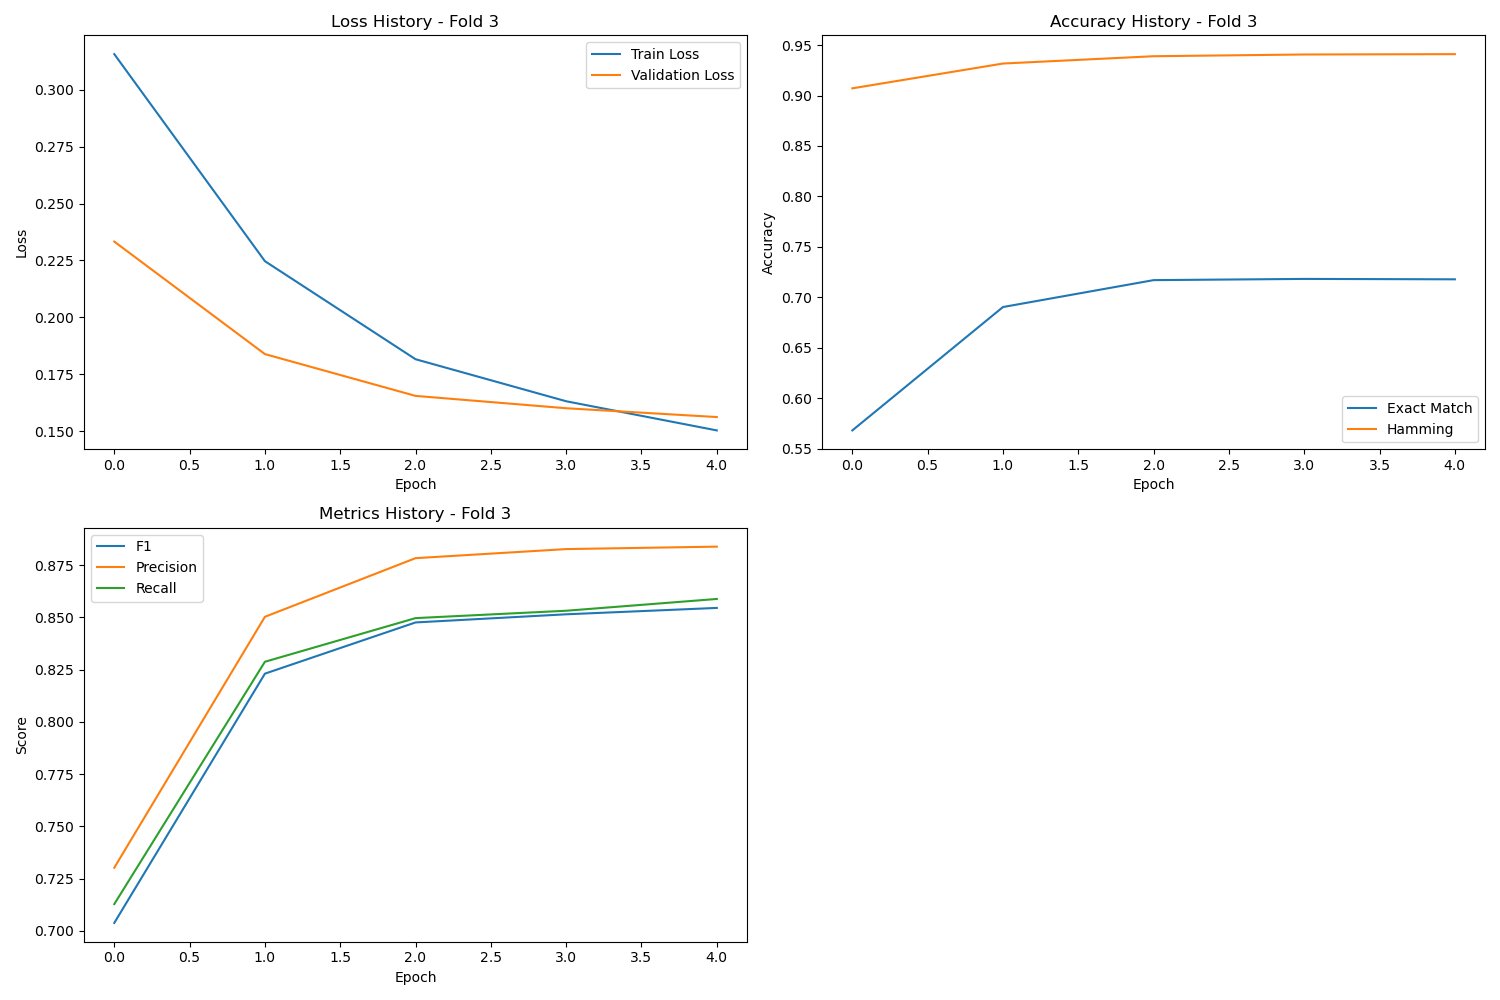 Loss History - Fold 3
Train Loss
Validation Loss
0.300
0.275
0.250
0.225
0.200
0.175
0.150
Loss
0.0 0.5 1.0 1.5 2.0 2.5 3.0 3.5 4.0
Epoch
Accuracy History - Fold 3
0.95
0.90
0.85
0.80
0.75
0.70
0.65
0.60
0.55
Accuracy
Exact Match
Hamming
0.0 0.5 1.0 1.5 2.0 2.5 3.0 3.5 4.0
Epoch
Metrics History - Fold 3
F1
Precision
Recall
0.875
0.850
0.825
0.800
0.775
0.750
0.725
0.700
Score
0.0 0.5 1.0 1.5 2.0 2.5 3.0 3.5 4.0
Epoch